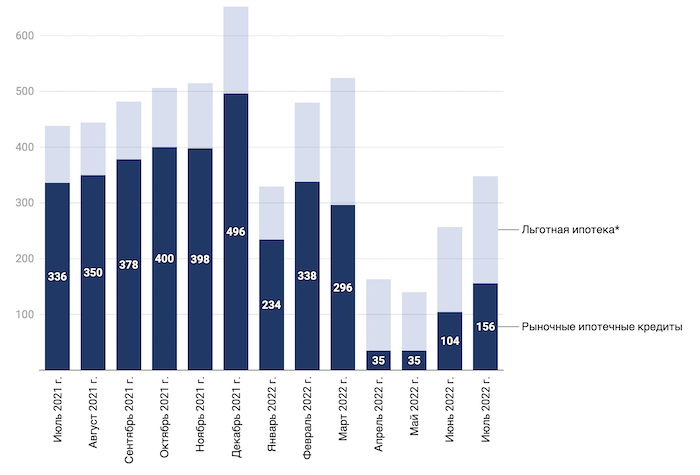 600
500
400
300
200
100
336
350
378
400
398
496
234
338
296
35
35
104
156
Льготная ипотека*
Рыночные ипотечные кредиты
Июль 2021 г.
Август 2021 г.
Сентябрь 2021 г.
Октябрь 2021 г.
Ноябрь 2021 г.
Декабрь 2021 г.
Январь 2022 г.
Февраль 2022 г.
Март 2022 г.
Апрель 2022 г.
Май 2022 г.
Июнь 2022 г.
Июль 2022 г.